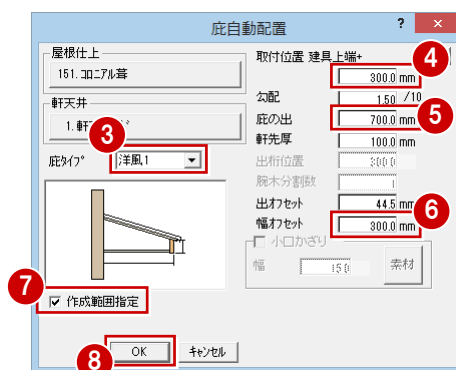 庇自動配置 ? ×
屋根仕上
151. コロニアル葺
軒天井
1. 軒天
3
庇タイプ 洋風1
7
✓ 作成範囲指定
取付位置 建具上端+
4
300.0 mm
勾配 1.50 /10
庇の出 700.0 mm 5
軒先厚 100.0 mm
出桁位置 300.0
腕木分割数 1
出オフセット 44.5 mm
幅オフセット 300.0 mm 6
小口かざり
幅 150 素材
8
OK キャンセル